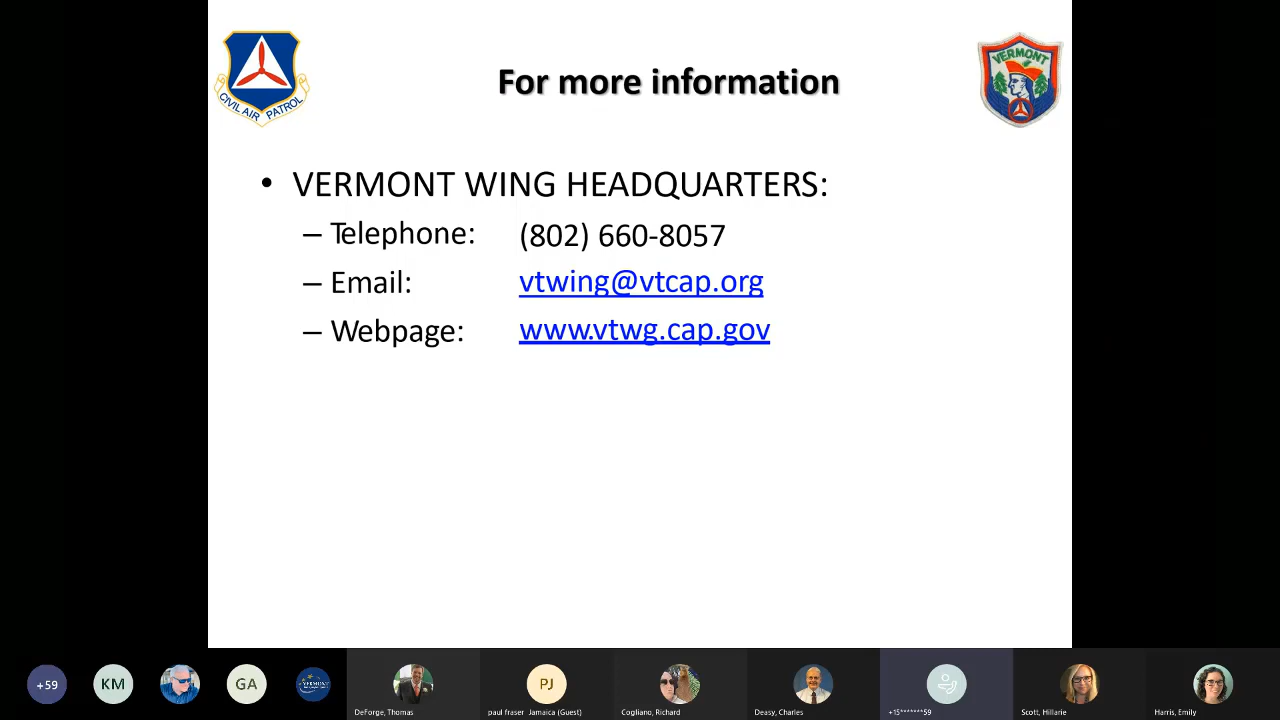 CIVIL AIR PATROL
For more information
VERMONT
• VERMONT WING HEADQUARTERS:
– Telephone: (802) 660-8057
– Email: vtwing@vtcap.org
– Webpage: www.vtwg.cap.gov
+59
KM
GA
VERMONT
PJ
DeForge, Thomas
paul fraser Jamaica (Guest)
Cogliano, Richard
Deasy, Charles
+15*******59
Scott, Hillarie
Harris, Emily